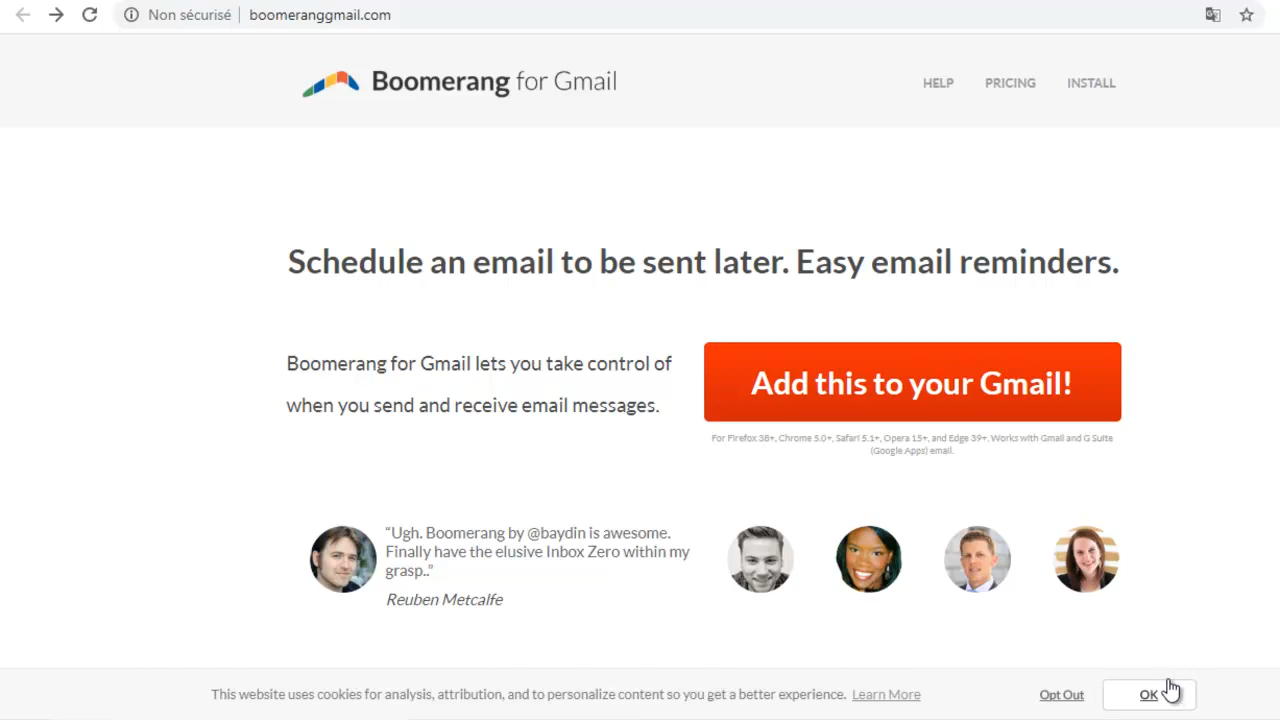 Non sécurisé boomeranggmail.com
Boomerang for Gmail
HELP PRICING INSTALL
Schedule an email to be sent later. Easy email reminders.
Boomerang for Gmail lets you take control of
when you send and receive email messages.
Add this to your Gmail!
For Firefox 38+, Chrome 5.0+, Safari 5.1+, Opera 15+, and Edge 39+. Works with Gmail and G Suite
(Google Apps) email.
“Ugh. Boomerang by @baydin is awesome.
Finally have the elusive Inbox Zero within my
grasp..”
Reuben Metcalfe
This website uses cookies for analysis, attribution, and to personalize content so you get a better experience. Learn More Opt Out OK